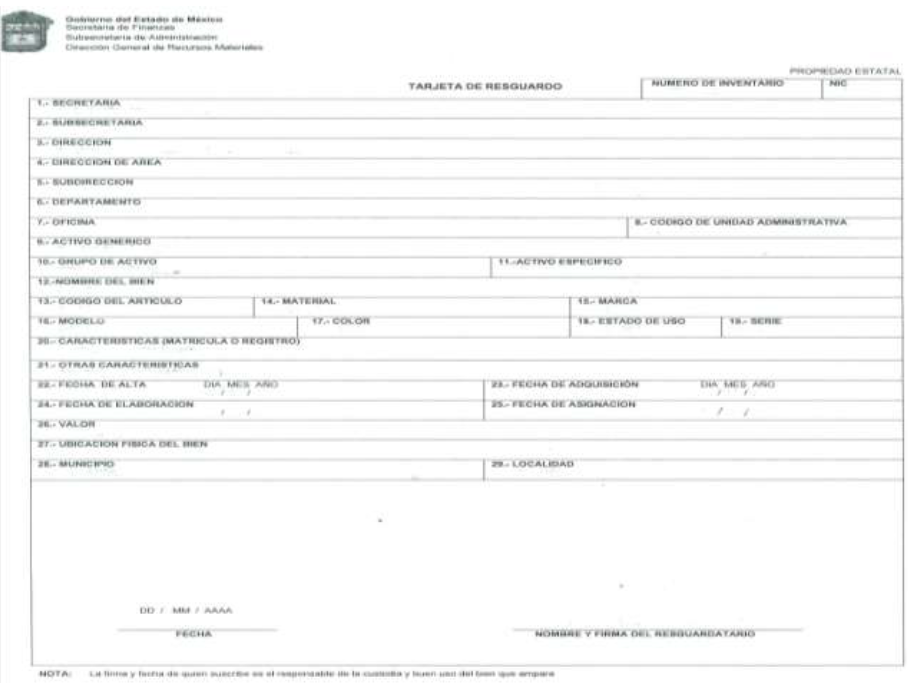 Gobierno del Estado de México
Secretaría de Finanzas
Subsecretaría de Administración
Dirección General de Recursos Materiales
PROPIEDAD ESTATAL
TARJETA DE RESGUARDO NUMERO DE INVENTARIO NIC
1.- SECRETARIA
2.- SUBSECRETARIA
3.- DIRECCION
4.- DIRECCION DE AREA
5.- SUBDIRECCION
6.- DEPARTAMENTO
7.- OFICINA 8.- CODIGO DE UNIDAD ADMINISTRATIVA
9.- ACTIVO GENERICO
10.- GRUPO DE ACTIVO 11.-ACTIVO ESPECIFICO
12.-NOMBRE DEL BIEN
13.- CODIGO DEL ARTICULO 14.- MATERIAL 15.- MARCA
16.- MODELO 17.- COLOR 18.- ESTADO DE USO 19.- SERIE
20.- CARACTERISTICAS (MATRICULA O REGISTRO)
21.- OTRAS CARACTERISTICAS
22.- FECHA DE ALTA DIA MES AÑO 23.- FECHA DE ADQUISICIÓN DIA MES AÑO
/ / / /
24.- FECHA DE ELABORACION / / 25.- FECHA DE ASIGNACION / /
26.- VALOR
27.- UBICACION FISICA DEL BIEN
28.- MUNICIPIO 29.- LOCALIDAD
DD / MM / AAAA
FECHA NOMBRE Y FIRMA DEL RESGUARDATARIO
NOTA: La firma y fecha de quien suscribe es el responsable de la custodia y buen uso del bien que ampara